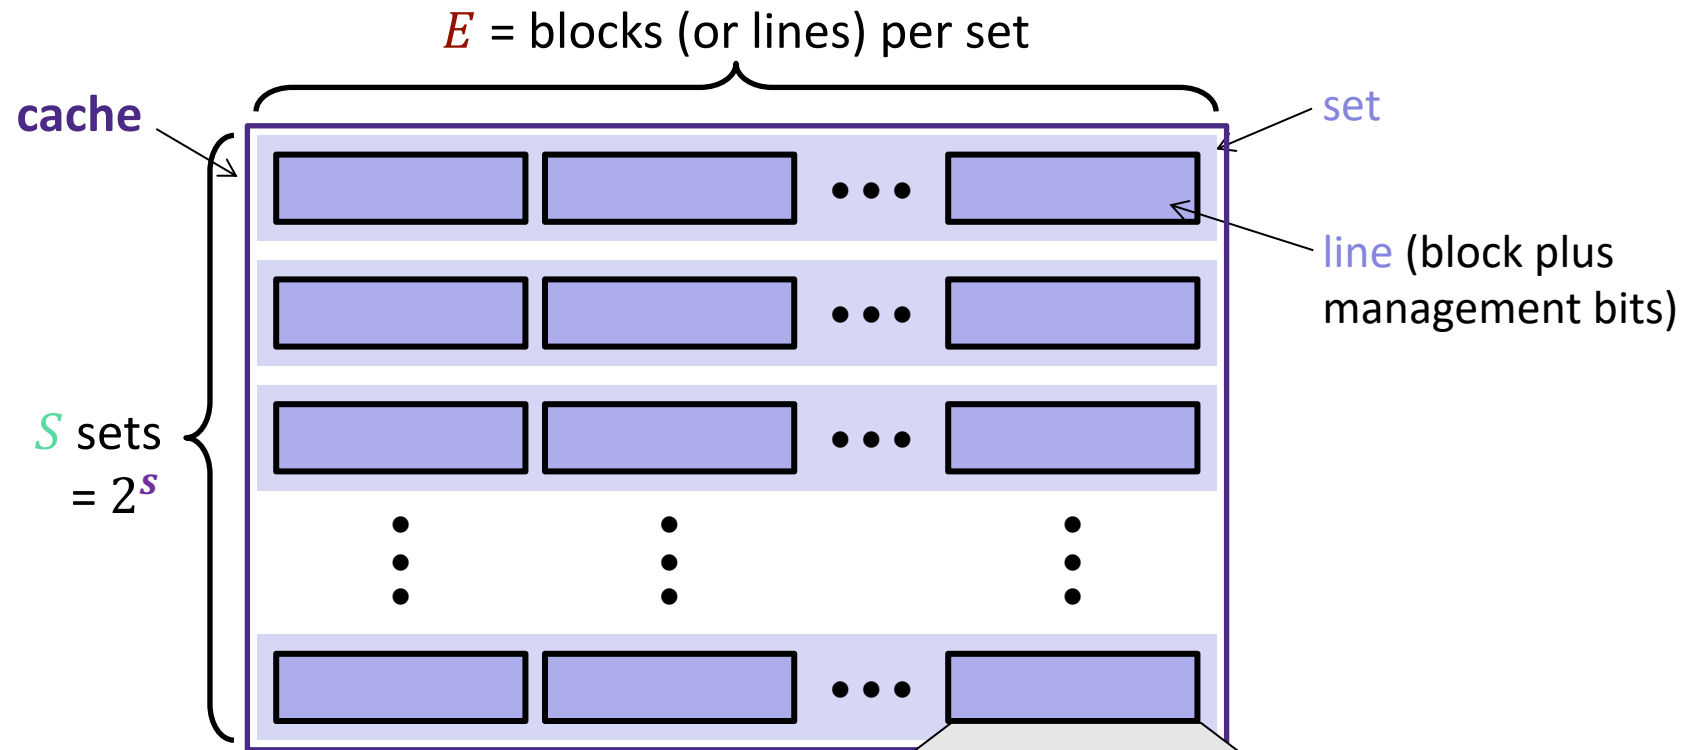 E = blocks (or lines) per set
cache
set
line (block plus
management bits)
S sets
= 2^s